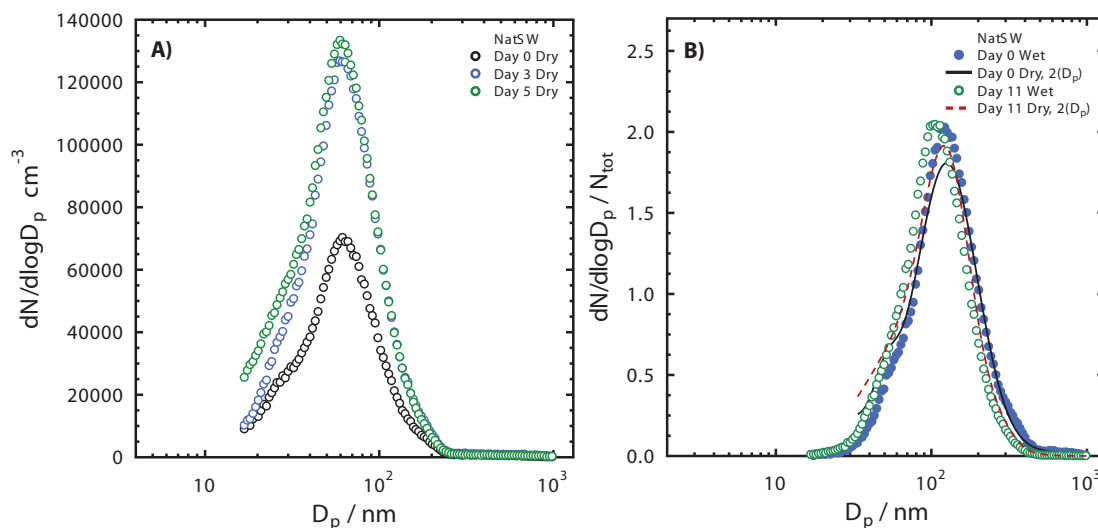 A)
NatSW
Day 0 Dry
Day 3 Dry
Day 5 Dry
140000
120000
100000
80000
60000
40000
20000
0
dN/dlogDₚ cm⁻³
10
10²
10³
Dₚ / nm
B)
NatSW
Day 0 Wet
Day 0 Dry, 2(Dₚ)
Day 11 Wet
Day 11 Dry, 2(Dₚ)
2.5
2.0
1.5
1.0
0.5
0.0
dN/dlogDₚ / Nₜₒₜ
10
10²
10³
Dₚ / nm